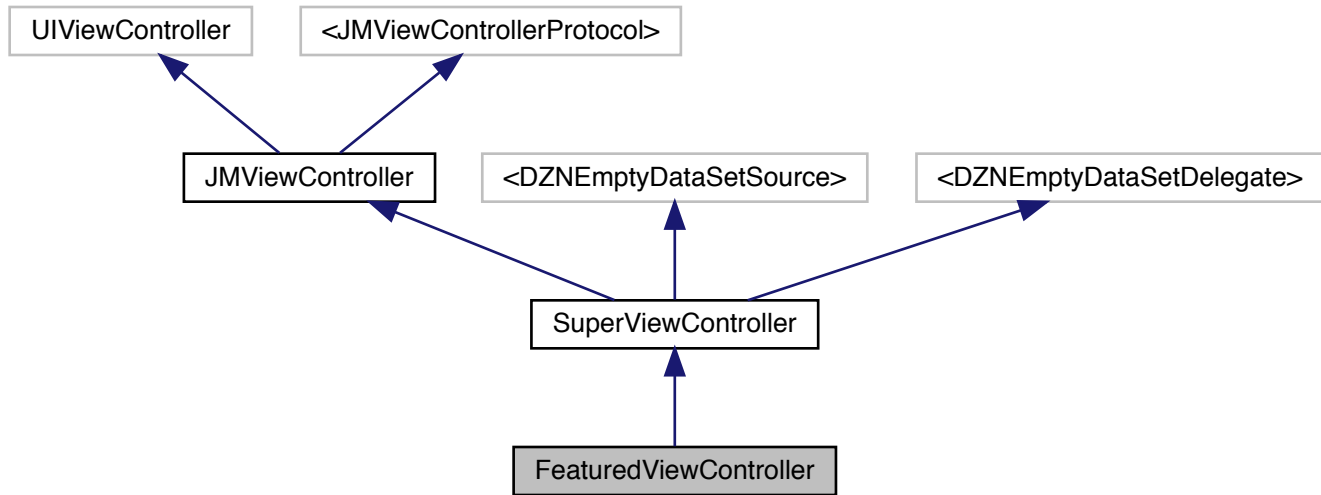 UIViewController
<JMViewControllerProtocol>
JMViewController
<DZNEmptyDataSetSource>
<DZNEmptyDataSetDelegate>
SuperViewController
FeaturedViewController